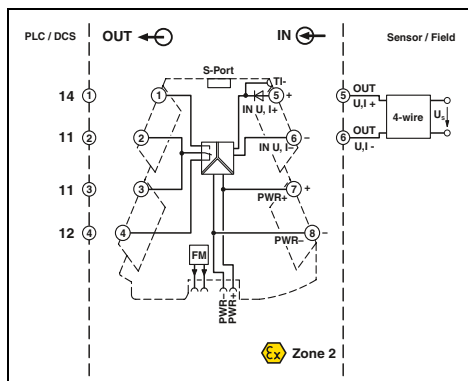 PLC / DCS OUT IN Sensor / Field
S-Port
TI-
14 1 1 5 + 5 OUT
IN U, I+ U,I +
4-wire Us
11 2 2 6 – 6 OUT
IN U, I– U,I -
11 3 3 7 +
PWR+
12 4 4 8 –
PWR–
FM
PWR– PWR+
Ex Zone 2